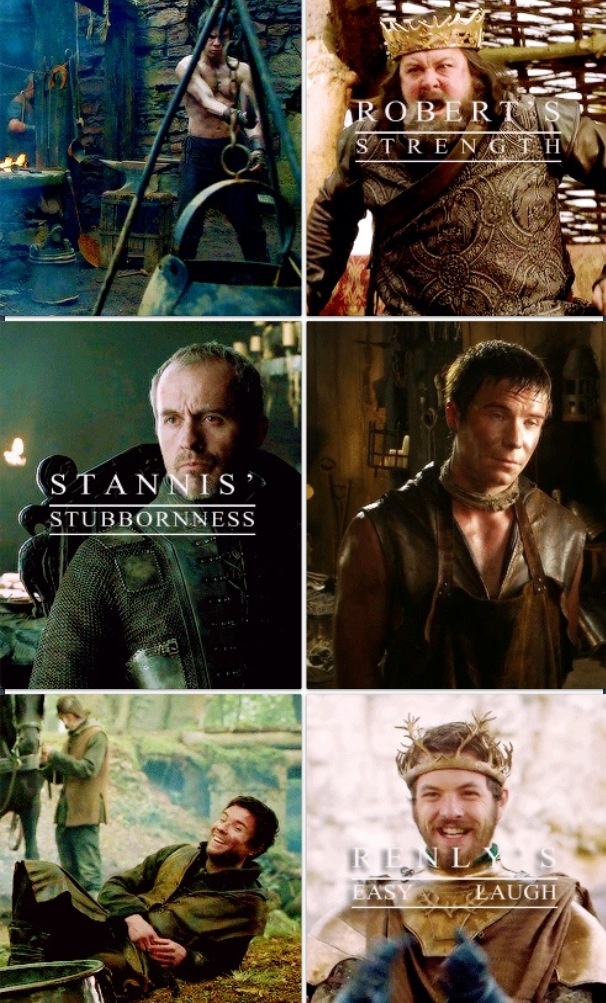 ROBERT'S
STRENGTH
STANNIS'
STUBBORNNESS
RENLY'S
EASY LAUGH